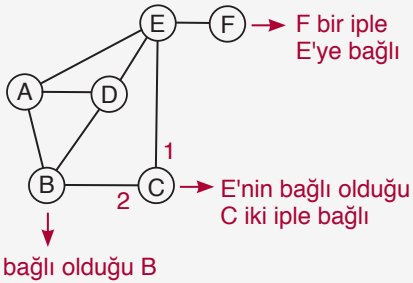 E
F
F bir iple
E'ye bağlı
A
D
1
B
2
C
E'nin bağlı olduğu
C iki iple bağlı
bağlı olduğu B